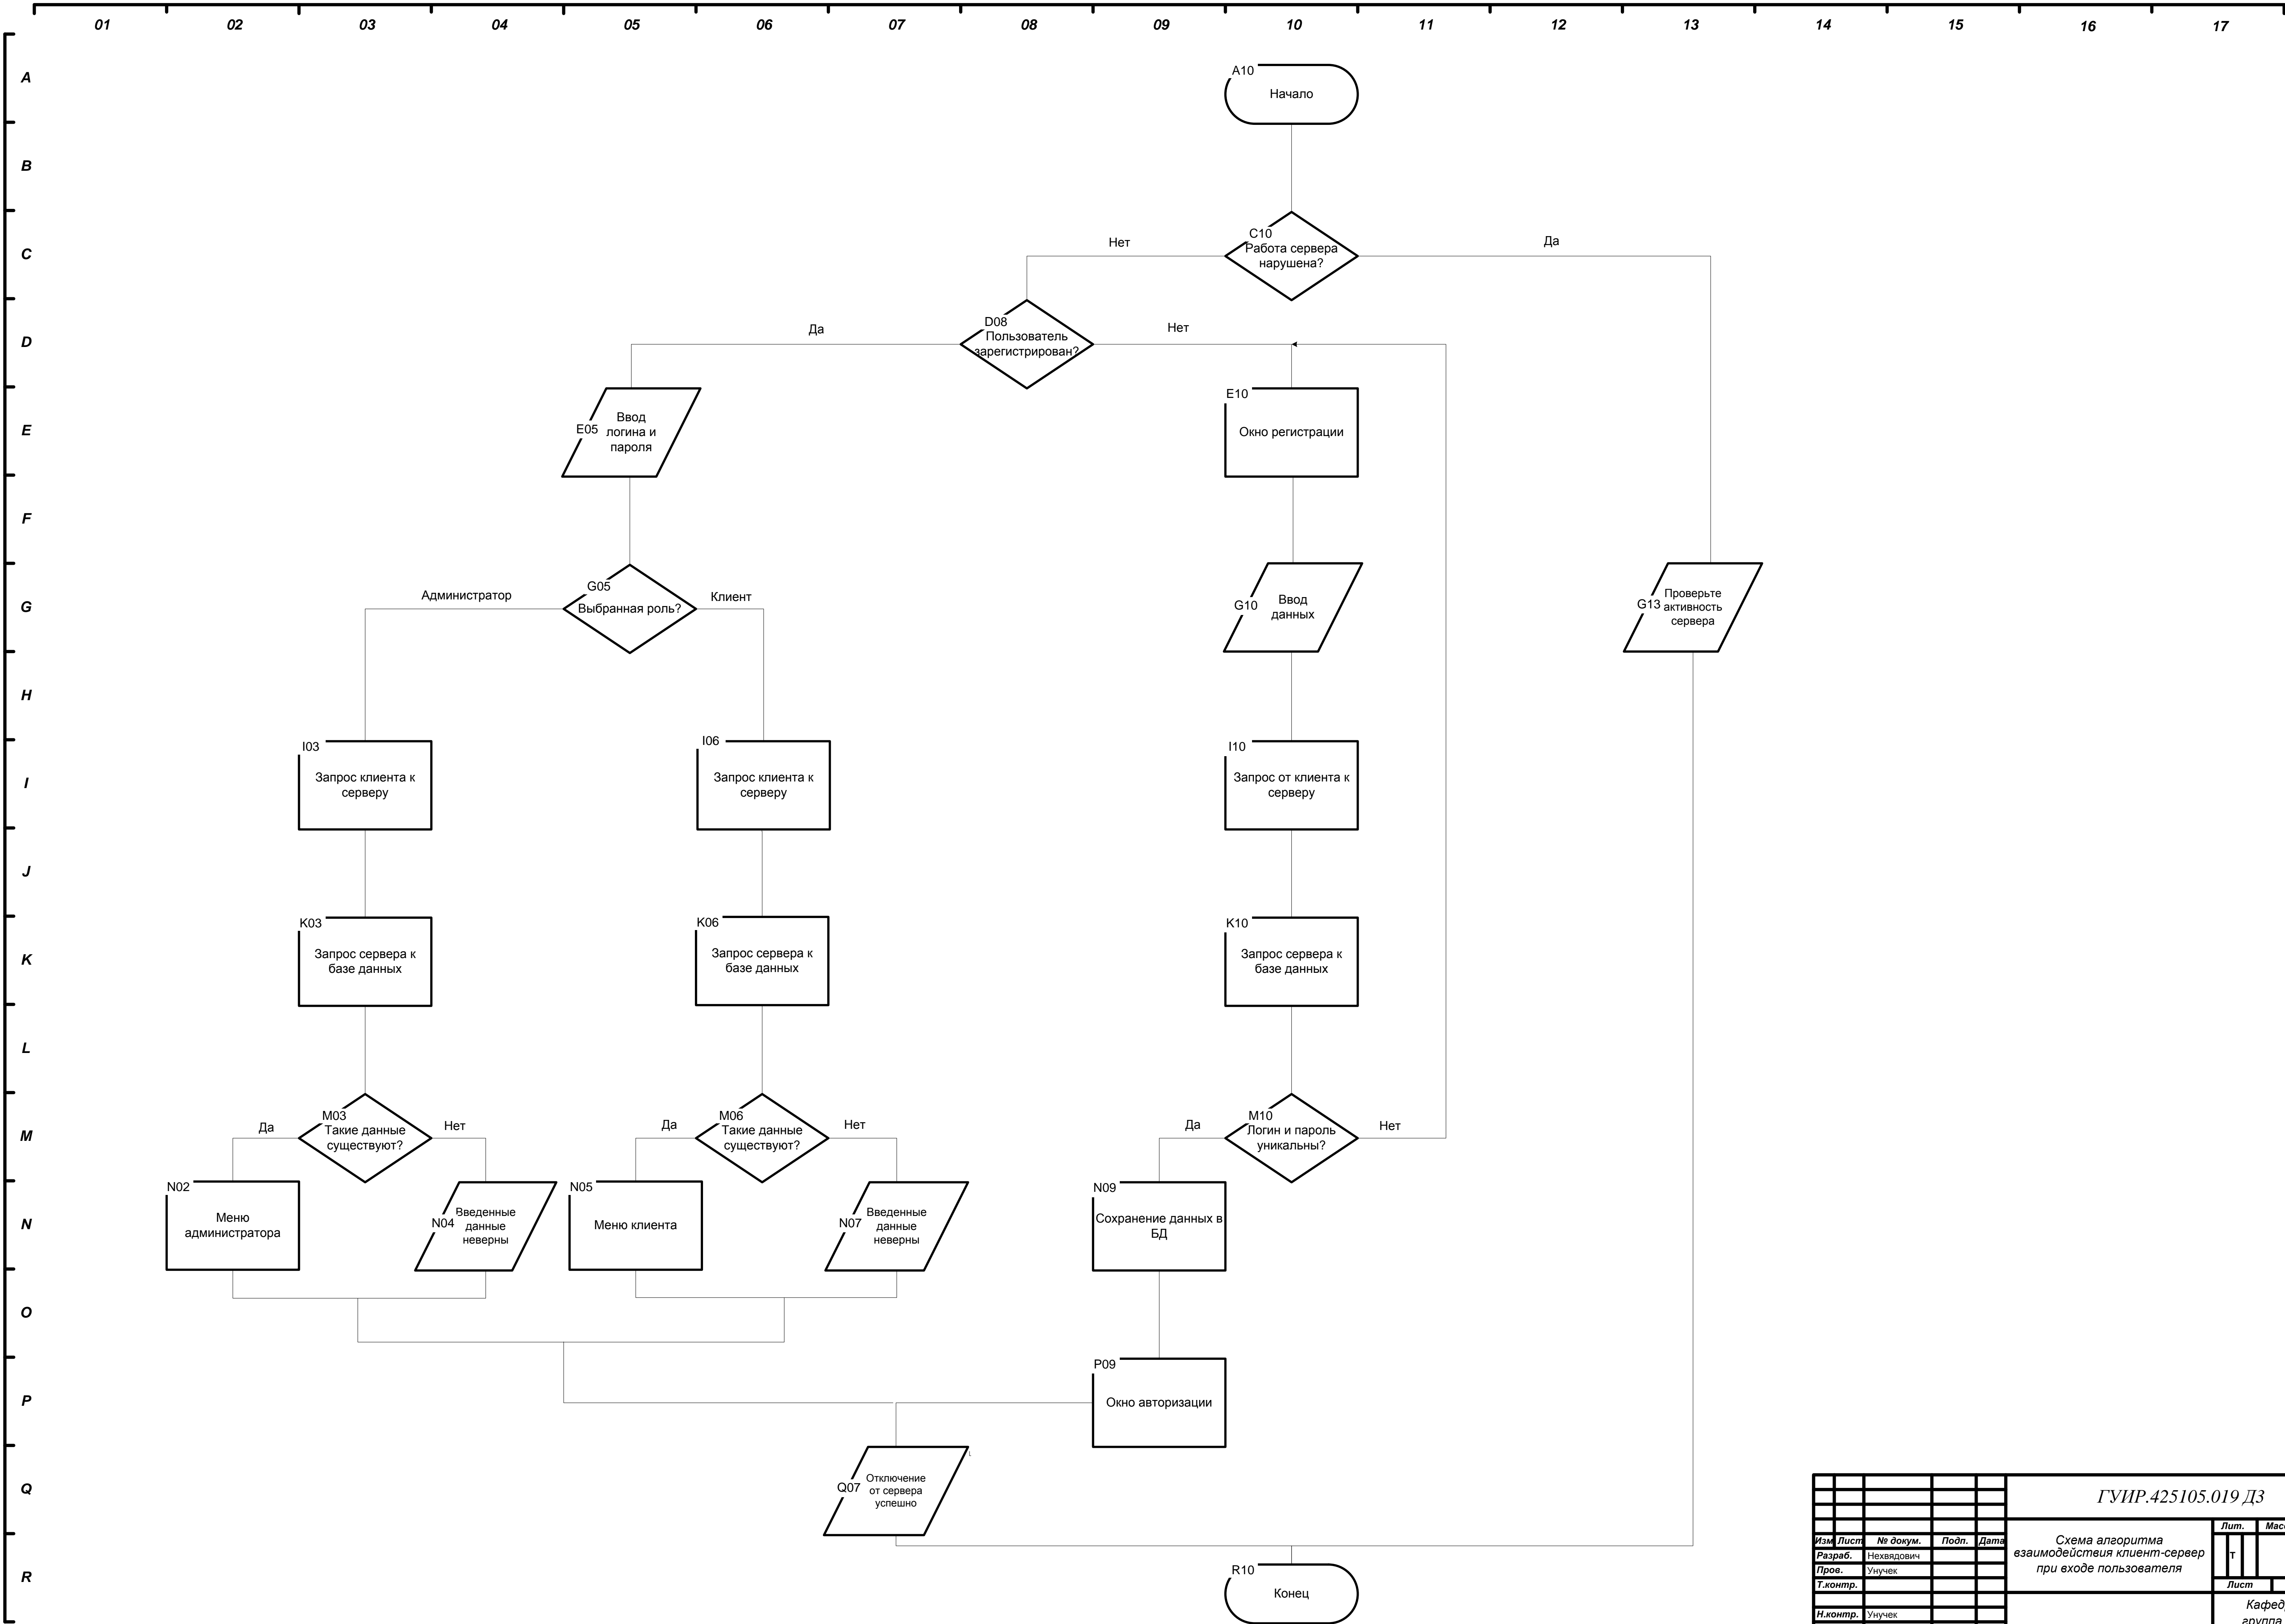 01 02 03 04 05 06 07 08 09 10 11 12 13 14 15 16 17
A
A10
Начало
B
C
C10
Работа сервера
нарушена?
Нет
Да
D
D08
Пользователь
зарегистрирован?
Да
Нет
E
E05
Ввод
логина и
пароля
E10
Окно регистрации
F
G
Администратор
G05
Выбранная роль?
Клиент
G10
Ввод
данных
G13
Проверьте
активность
сервера
H
I
I03
Запрос клиента к
серверу
I06
Запрос клиента к
серверу
I10
Запрос от клиента к
серверу
J
K
K03
Запрос сервера к
базе данных
K06
Запрос сервера к
базе данных
K10
Запрос сервера к
базе данных
L
M
Да
M03
Такие данные
существуют?
Нет
Да
M06
Такие данные
существуют?
Нет
Да
M10
Логин и пароль
уникальны?
Нет
N
N02
Меню
администратора
N04
Введенные
данные
неверны
N05
Меню клиента
N07
Введенные
данные
неверны
N09
Сохранение данных в
БД
O
P
P09
Окно авторизации
Q
Q07
Отключение
от сервера
успешно
R
R10
Конец
ГУИР.425105.019 Д3
Изм Лист № докум. Подп. Дата
Разраб. Нехвядович
Пров. Унучек
Т.контр.
Н.контр. Унучек
Схема алгоритма
взаимодействия клиент-сервер
при входе пользователя
Лит.
Т
Лист
группа